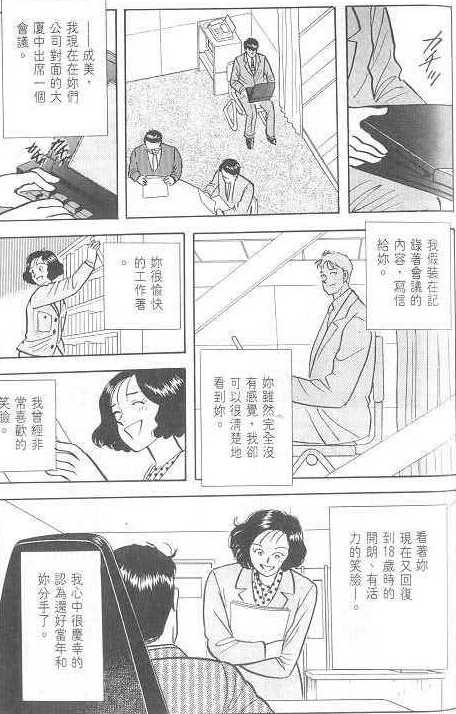 ——成美，
我現在在妳們
公司對面的大
廈中出席一個
會議。
我假裝在記
錄著會議的
內容，寫信
給妳。
妳雖然完全沒
有感覺，我卻
可以很清楚地
看到妳。
妳很愉快
的工作著
我曾經非
常喜歡的
笑臉。
看著妳
現在又回復
到18歲時的
開朗、有活
力的笑臉—。
我心中很慶幸的
認為還好當年和
妳分手了。